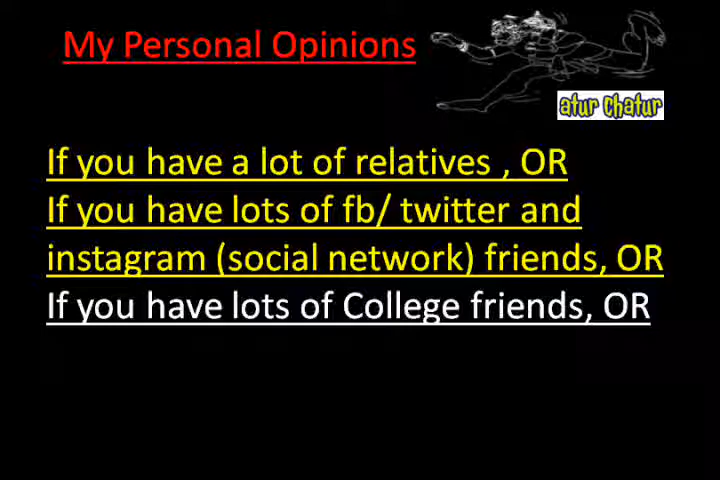 My Personal Opinions
atur chatur
If you have a lot of relatives , OR
If you have lots of fb/ twitter and
instagram (social network) friends, OR
If you have lots of College friends, OR